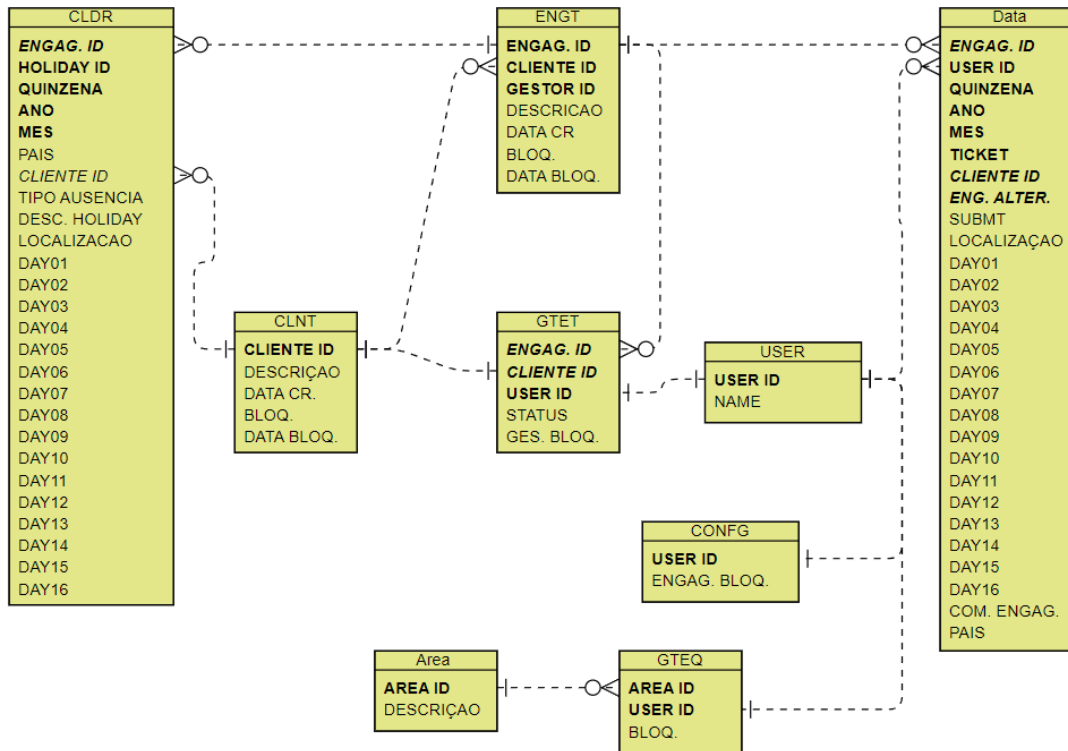 CLDR
ENGAG. ID
HOLIDAY ID
QUINZENA
ANO
MES
PAIS
CLIENTE ID
TIPO AUSENCIA
DESC. HOLIDAY
LOCALIZACAO
DAY01
DAY02
DAY03
DAY04
DAY05
DAY06
DAY07
DAY08
DAY09
DAY10
DAY11
DAY12
DAY13
DAY14
DAY15
DAY16
ENGT
ENGAG. ID
CLIENTE ID
GESTOR ID
DESCRICAO
DATA CR
BLOQ.
DATA BLOQ.
Data
ENGAG. ID
USER ID
QUINZENA
ANO
MES
TICKET
CLIENTE ID
ENG. ALTER.
SUBMT
LOCALIZAÇAO
DAY01
DAY02
DAY03
DAY04
DAY05
DAY06
DAY07
DAY08
DAY09
DAY10
DAY11
DAY12
DAY13
DAY14
DAY15
DAY16
COM. ENGAG.
PAIS
CLNT
CLIENTE ID
DESCRIÇAO
DATA CR.
BLOQ.
DATA BLOQ.
GTET
ENGAG. ID
CLIENTE ID
USER ID
STATUS
GES. BLOQ.
USER
USER ID
NAME
CONFG
USER ID
ENGAG. BLOQ.
Area
AREA ID
DESCRIÇAO
GTEQ
AREA ID
USER ID
BLOQ.